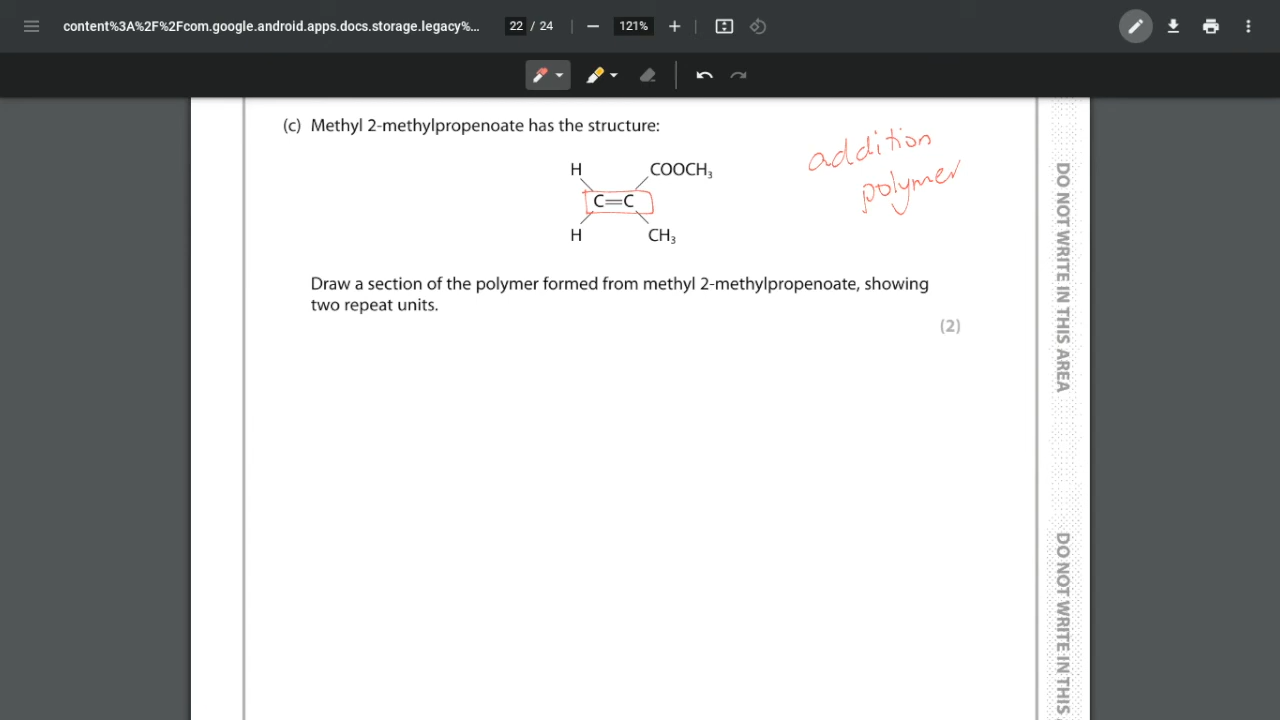 content%3A%2F%2Fcom.google.android.apps.docs.storage.legacy%...
22 / 24
121%
(c) Methyl 2-methylpropenoate has the structure:
addition
polymer
H COOCH₃
C=C
H CH₃
Draw a section of the polymer formed from methyl 2-methylpropenoate, showing
two repeat units.
(2)
DO NOT WRITE IN THIS AREA
DO NOT WRITE IN THIS